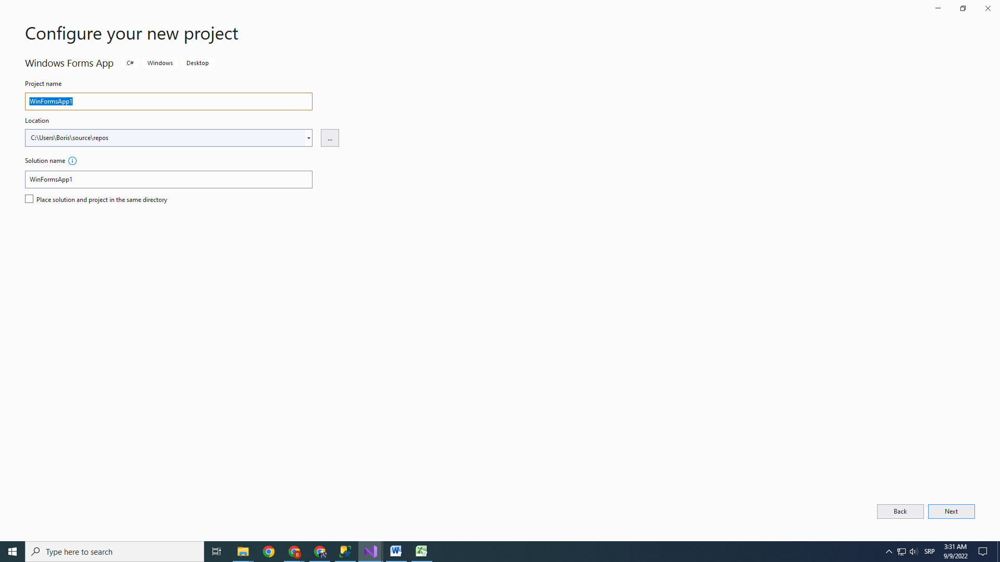 Configure your new project
Windows Forms App C# Windows Desktop
Project name
WinFormsApp1
Location
C:\Users\Boris\source\repos
...
Solution name
WinFormsApp1
Place solution and project in the same directory
Back
Next
Type here to search
B
SRP
3:31 AM
9/9/2022